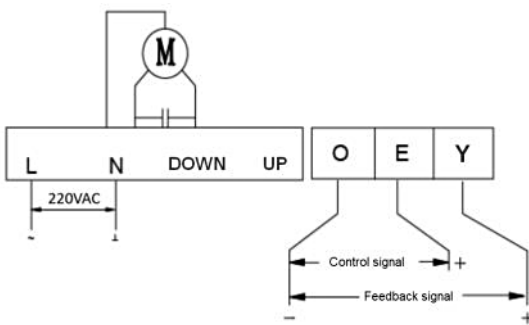 M
L N DOWN UP O E Y
220VAC
~ ⊥
Control signal +
Feedback signal
− +